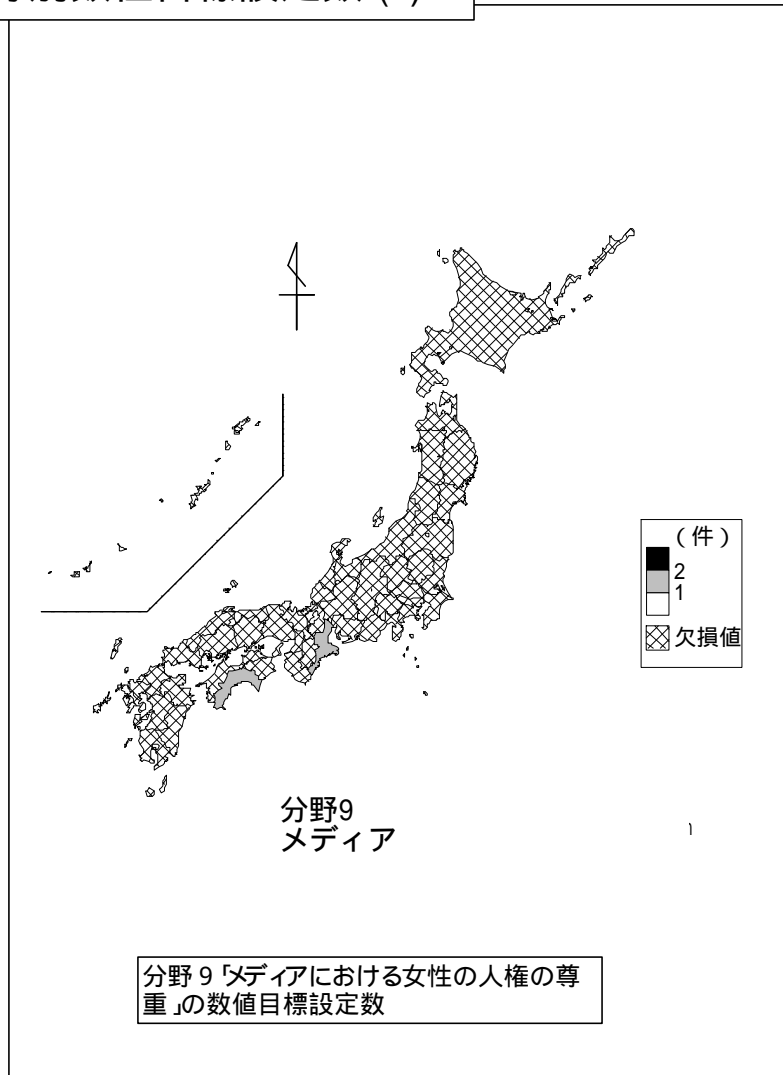 (件)
2
1
欠損値
分野9
メディア
分野9「メディアにおける女性の人権の尊
重」の数値目標設定数